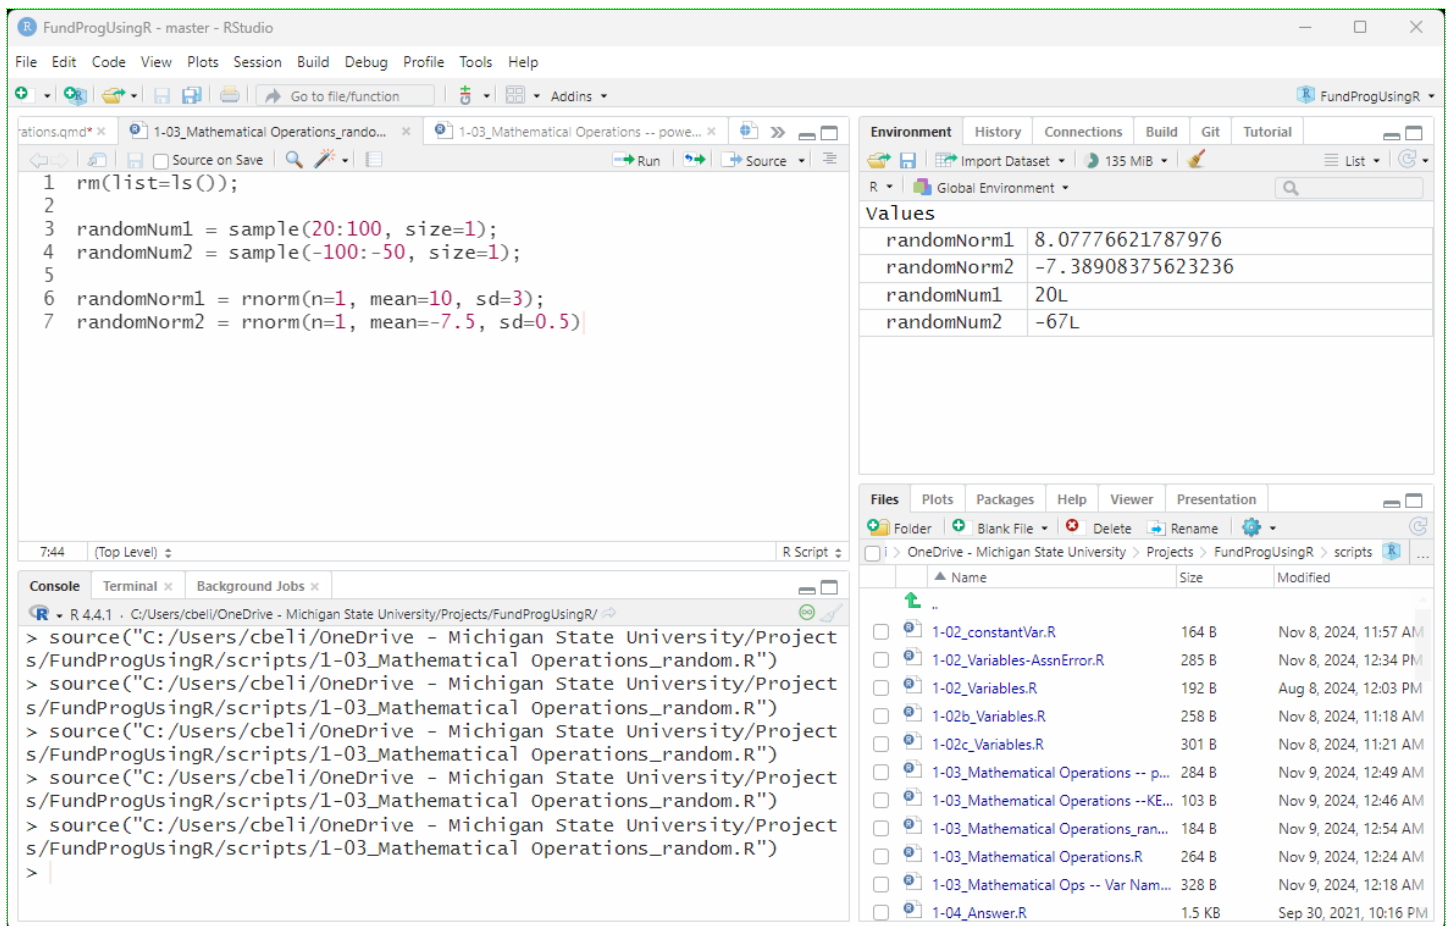 FundProgUsingR - master - RStudio
File Edit Code View Plots Session Build Debug Profile Tools Help
Go to file/function Addins FundProgUsingR
ations.qmd* 1-03_Mathematical Operations_rando... 1-03_Mathematical Operations -- powe...
Source on Save Run Source
1 rm(list=ls());
2
3 randomNum1 = sample(20:100, size=1);
4 randomNum2 = sample(-100:-50, size=1);
5
6 randomNorm1 = rnorm(n=1, mean=10, sd=3);
7 randomNorm2 = rnorm(n=1, mean=-7.5, sd=0.5)
7:44 (Top Level) R Script
Console Terminal Background Jobs
R 4.4.1 · C:/Users/cbeli/OneDrive - Michigan State University/Projects/FundProgUsingR/
> source("C:/Users/cbeli/OneDrive - Michigan State University/Project
s/FundProgUsingR/scripts/1-03_Mathematical Operations_random.R")
> source("C:/Users/cbeli/OneDrive - Michigan State University/Project
s/FundProgUsingR/scripts/1-03_Mathematical Operations_random.R")
> source("C:/Users/cbeli/OneDrive - Michigan State University/Project
s/FundProgUsingR/scripts/1-03_Mathematical Operations_random.R")
> source("C:/Users/cbeli/OneDrive - Michigan State University/Project
s/FundProgUsingR/scripts/1-03_Mathematical Operations_random.R")
> source("C:/Users/cbeli/OneDrive - Michigan State University/Project
s/FundProgUsingR/scripts/1-03_Mathematical Operations_random.R")
>
Environment History Connections Build Git Tutorial
Import Dataset 135 MiB List
R Global Environment
Values
randomNorm1 8.07776621787976
randomNorm2 -7.38908375623236
randomNum1 20L
randomNum2 -67L
Files Plots Packages Help Viewer Presentation
Folder Blank File Delete Rename
i > OneDrive - Michigan State University > Projects > FundProgUsingR > scripts ...
Name Size Modified
..
1-02_constantVar.R 164 B Nov 8, 2024, 11:57 AM
1-02_Variables-AssnError.R 285 B Nov 8, 2024, 12:34 PM
1-02_Variables.R 192 B Aug 8, 2024, 12:03 PM
1-02b_Variables.R 258 B Nov 8, 2024, 11:18 AM
1-02c_Variables.R 301 B Nov 8, 2024, 11:21 AM
1-03_Mathematical Operations -- p... 284 B Nov 9, 2024, 12:49 AM
1-03_Mathematical Operations --KE... 103 B Nov 9, 2024, 12:46 AM
1-03_Mathematical Operations_ran... 184 B Nov 9, 2024, 12:54 AM
1-03_Mathematical Operations.R 264 B Nov 9, 2024, 12:24 AM
1-03_Mathematical Ops -- Var Nam... 328 B Nov 9, 2024, 12:18 AM
1-04_Answer.R 1.5 KB Sep 30, 2021, 10:16 PM